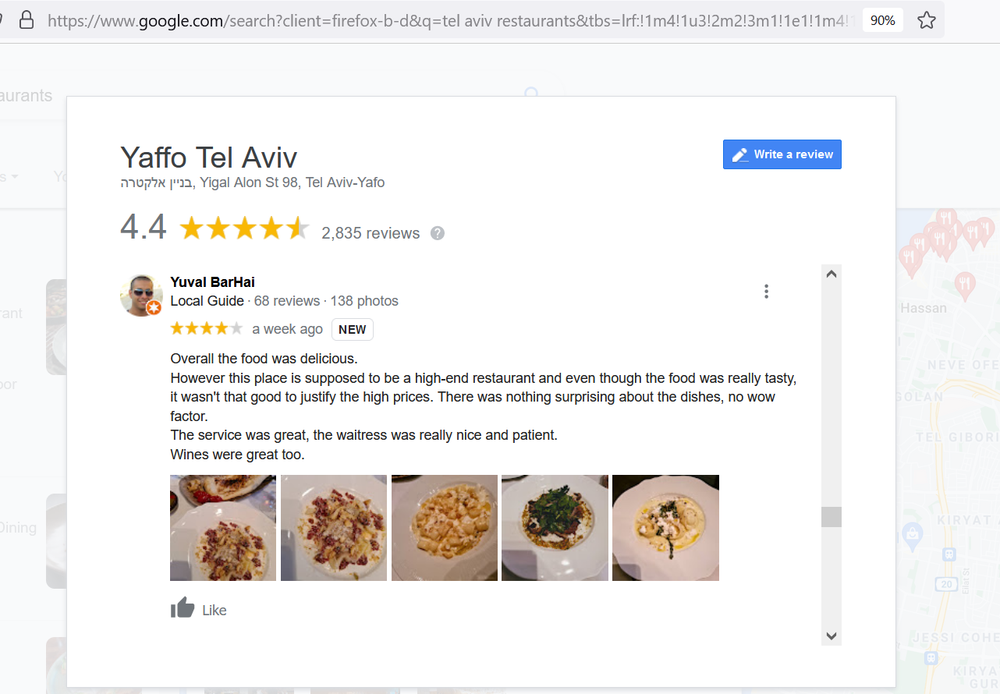 https://www.google.com/search?client=firefox-b-d&q=tel aviv restaurants&tbs=lrf:!1m4!1u3!2m2!3m1!1e1!1m4!
90%
aurants
Yaffo Tel Aviv
Write a review
בניין אלקטרה, Yigal Alon St 98, Tel Aviv-Yafo
4.4
2,835 reviews
?
Yuval BarHai
Local Guide · 68 reviews · 138 photos
a week ago NEW
Overall the food was delicious.
However this place is supposed to be a high-end restaurant and even though the food was really tasty,
it wasn't that good to justify the high prices. There was nothing surprising about the dishes, no wow
factor.
The service was great, the waitress was really nice and patient.
Wines were great too.
Like
Hassan
NEVE OFE
GOLAN
TEL GIBORI
KIRYAT
20
Eilat St
JESSI COHE
KIRYA
GUR
rant
oor
Dining